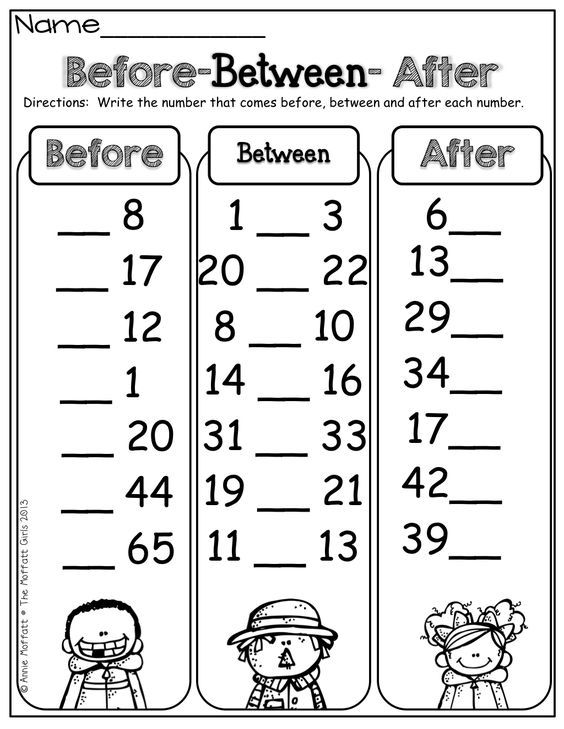 Name_______________
Before-Between- After
Directions: Write the number that comes before, between and after each number.
Before
___ 8
___ 17
___ 12
___ 1
___ 20
___ 44
___ 65
Between
1 ___ 3
20 ___ 22
8 ___ 10
14 ___ 16
31 ___ 33
19 ___ 21
11 ___ 13
After
6___
13___
29___
34___
17___
42___
39___
© Annie Moffatt @ The Moffatt Girls 2013